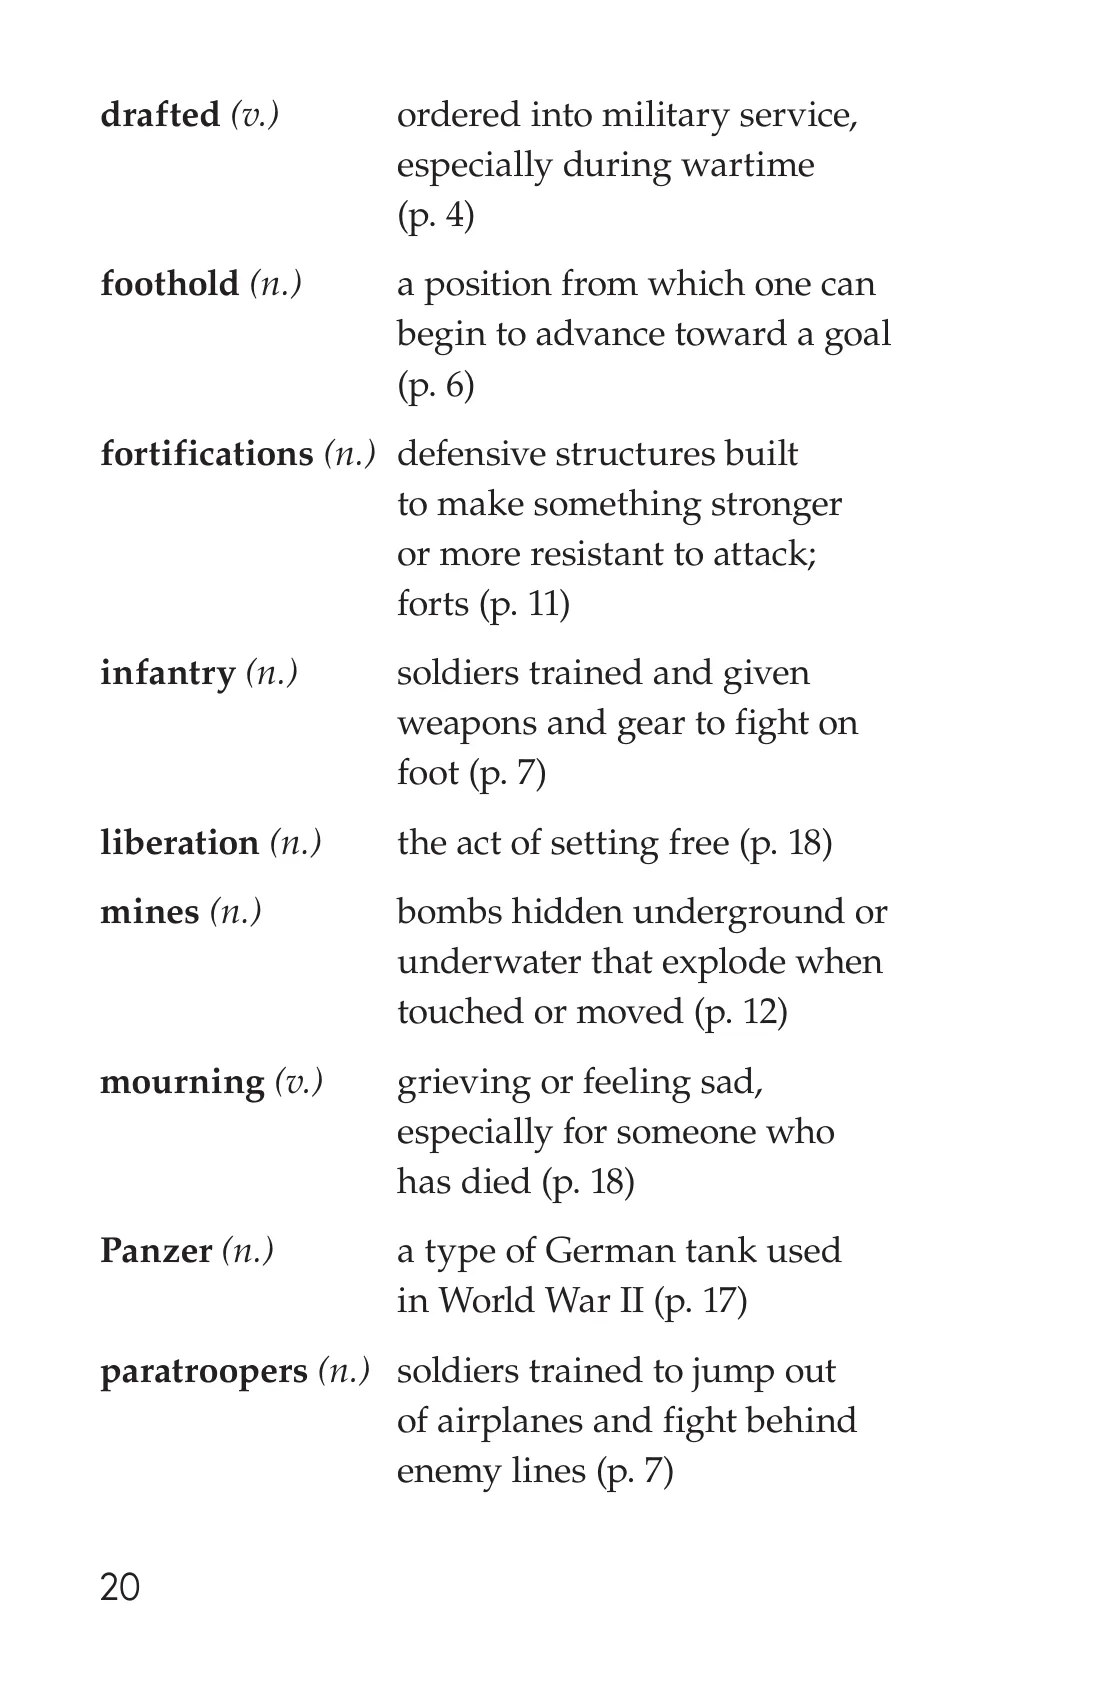 drafted (v.) ordered into military service,
especially during wartime
(p. 4)
foothold (n.) a position from which one can
begin to advance toward a goal
(p. 6)
fortifications (n.) defensive structures built
to make something stronger
or more resistant to attack;
forts (p. 11)
infantry (n.) soldiers trained and given
weapons and gear to fight on
foot (p. 7)
liberation (n.) the act of setting free (p. 18)
mines (n.) bombs hidden underground or
underwater that explode when
touched or moved (p. 12)
mourning (v.) grieving or feeling sad,
especially for someone who
has died (p. 18)
Panzer (n.) a type of German tank used
in World War II (p. 17)
paratroopers (n.) soldiers trained to jump out
of airplanes and fight behind
enemy lines (p. 7)
20